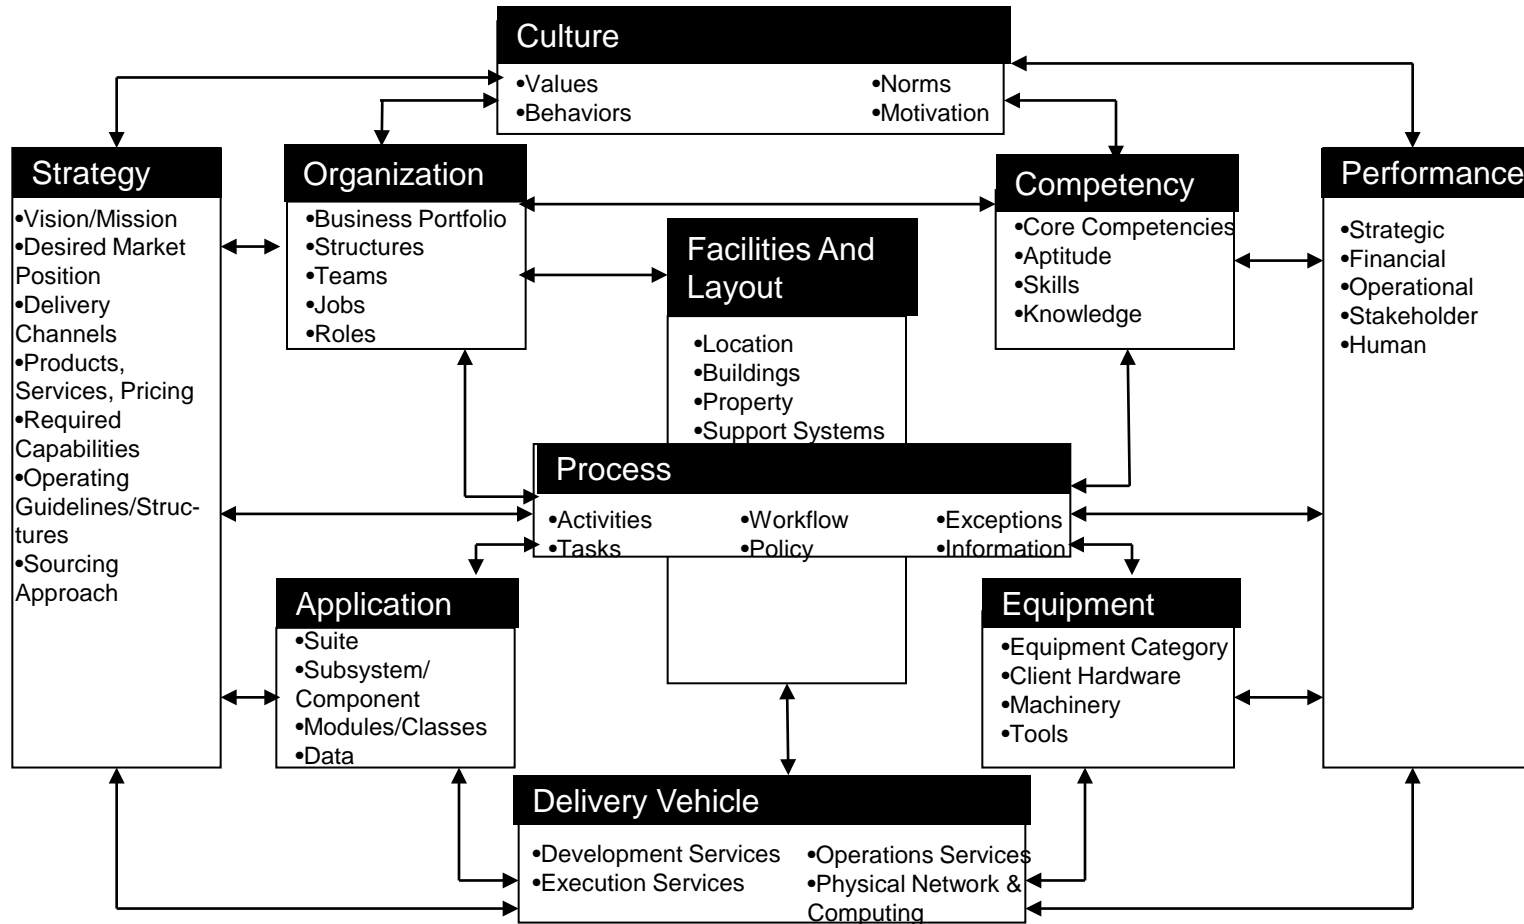 Culture
•Values
•Behaviors
•Norms
•Motivation
Strategy
•Vision/Mission
•Desired Market
Position
•Delivery
Channels
•Products,
Services, Pricing
•Required
Capabilities
•Operating
Guidelines/Struc-
tures
•Sourcing
Approach
Organization
•Business Portfolio
•Structures
•Teams
•Jobs
•Roles
Facilities And
Layout
•Location
•Buildings
•Property
•Support Systems
Competency
•Core Competencies
•Aptitude
•Skills
•Knowledge
Performance
•Strategic
•Financial
•Operational
•Stakeholder
•Human
Process
•Activities
•Tasks
•Workflow
•Policy
•Exceptions
•Information
Application
•Suite
•Subsystem/
Component
•Modules/Classes
•Data
Equipment
•Equipment Category
•Client Hardware
•Machinery
•Tools
Delivery Vehicle
•Development Services
•Execution Services
•Operations Services
•Physical Network &
Computing